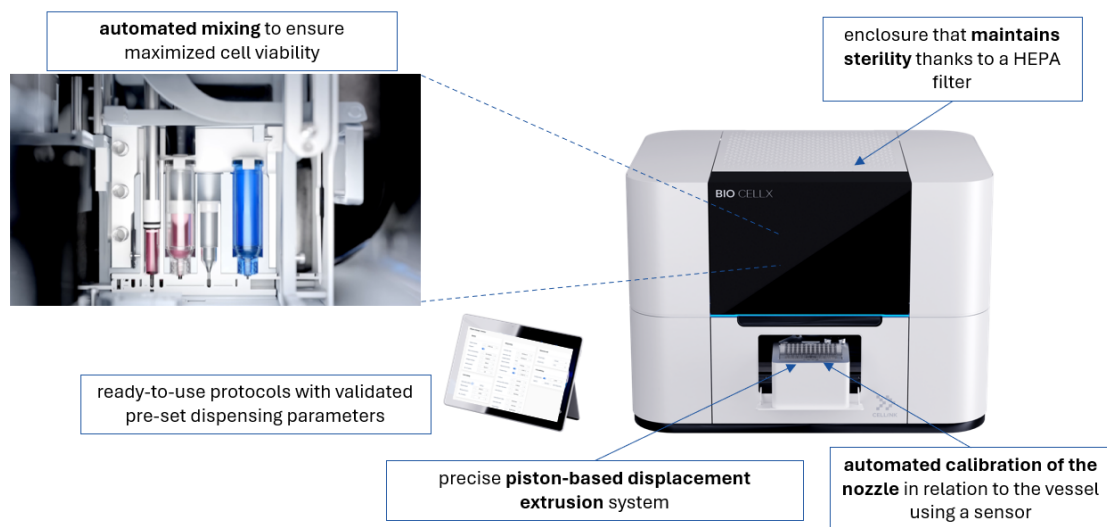 automated mixing to ensure
maximized cell viability
enclosure that maintains
sterility thanks to a HEPA
filter
BIO CELLX
ready-to-use protocols with validated
pre-set dispensing parameters
CELLINK
precise piston-based displacement
extrusion system
automated calibration of the
nozzle in relation to the vessel
using a sensor